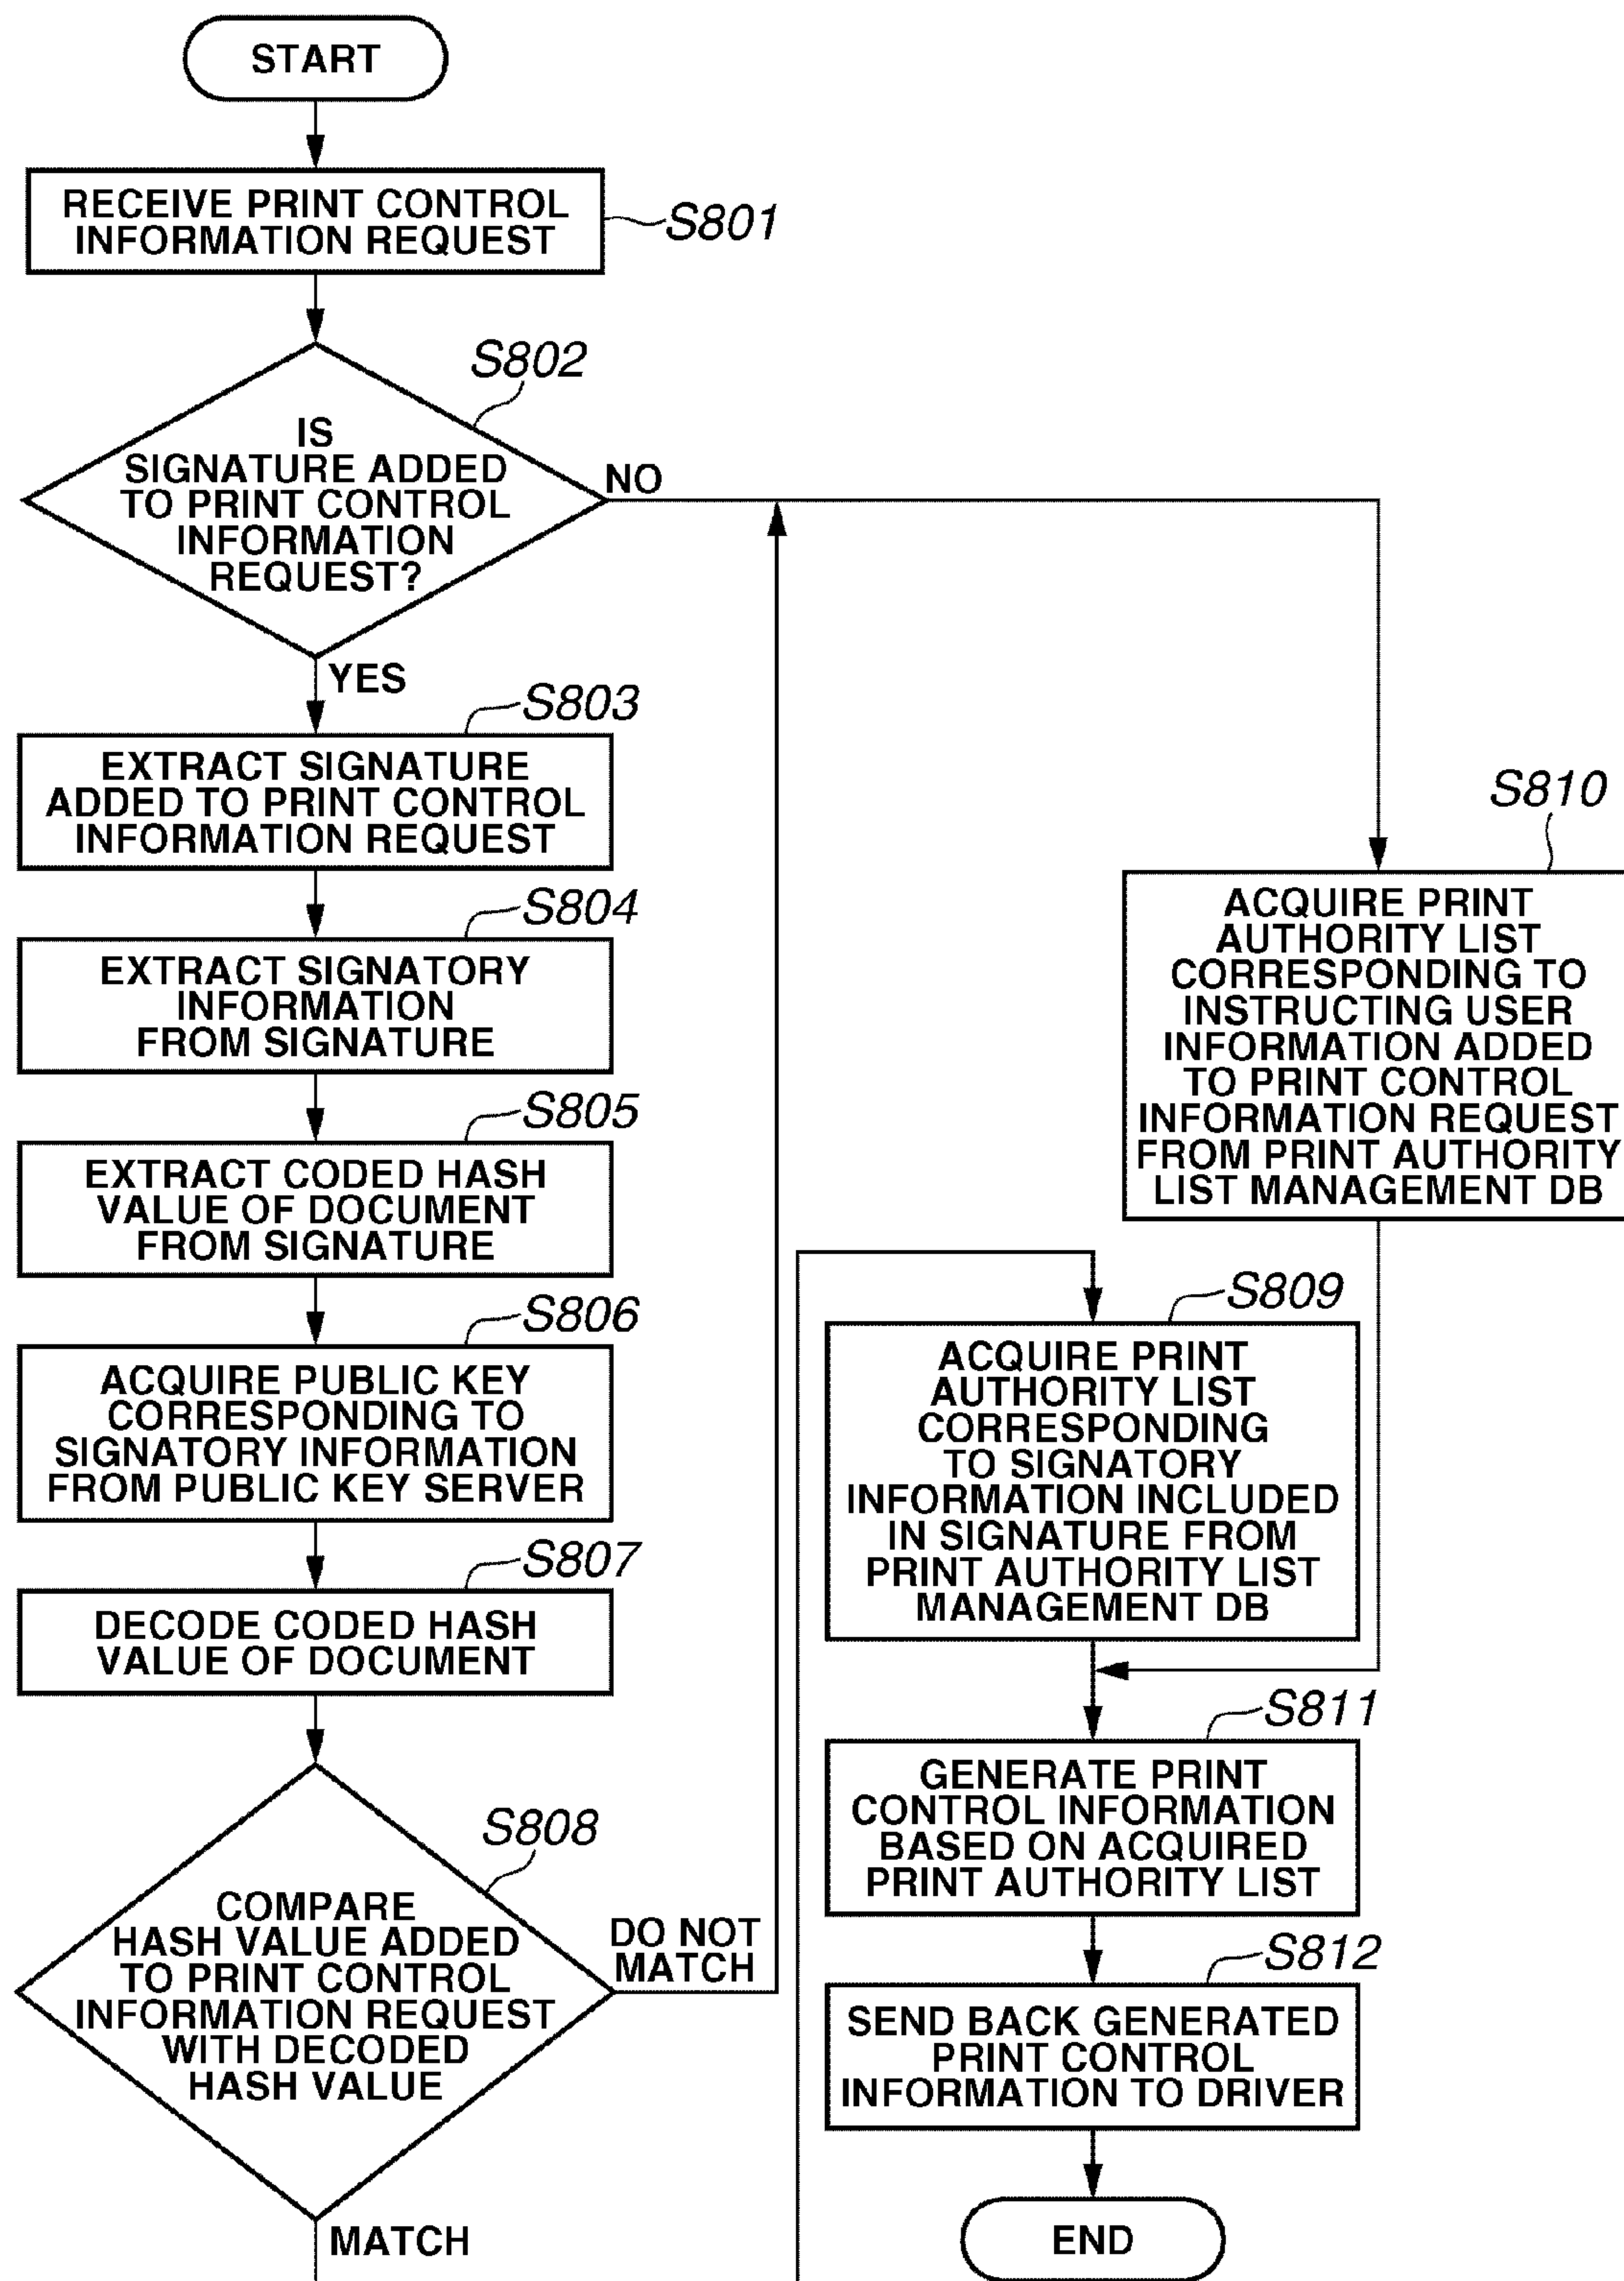 START
RECEIVE PRINT CONTROL
INFORMATION REQUEST
S801
S802
IS
SIGNATURE ADDED
TO PRINT CONTROL
INFORMATION
REQUEST?
NO
YES
S803
EXTRACT SIGNATURE
ADDED TO PRINT CONTROL
INFORMATION REQUEST
S804
EXTRACT SIGNATORY
INFORMATION
FROM SIGNATURE
S805
EXTRACT CODED HASH
VALUE OF DOCUMENT
FROM SIGNATURE
S806
ACQUIRE PUBLIC KEY
CORRESPONDING TO
SIGNATORY INFORMATION
FROM PUBLIC KEY SERVER
S807
DECODE CODED HASH
VALUE OF DOCUMENT
S808
COMPARE
HASH VALUE ADDED
TO PRINT CONTROL
INFORMATION REQUEST
WITH DECODED
HASH VALUE
DO NOT
MATCH
MATCH
S810
ACQUIRE PRINT
AUTHORITY LIST
CORRESPONDING TO
INSTRUCTING USER
INFORMATION ADDED
TO PRINT CONTROL
INFORMATION REQUEST
FROM PRINT AUTHORITY
LIST MANAGEMENT DB
S809
ACQUIRE PRINT
AUTHORITY LIST
CORRESPONDING
TO SIGNATORY
INFORMATION INCLUDED
IN SIGNATURE FROM
PRINT AUTHORITY LIST
MANAGEMENT DB
S811
GENERATE PRINT
CONTROL INFORMATION
BASED ON ACQUIRED
PRINT AUTHORITY LIST
S812
SEND BACK GENERATED
PRINT CONTROL
INFORMATION TO DRIVER
END